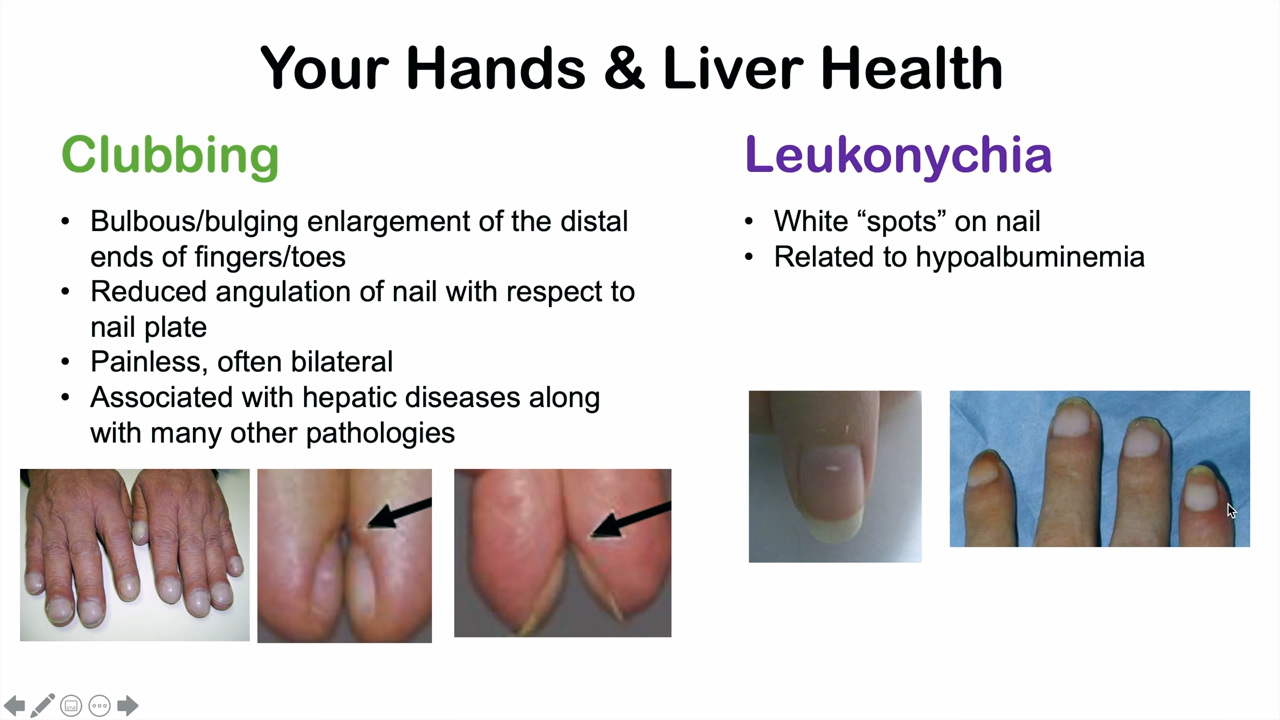 Your Hands & Liver Health
Clubbing
• Bulbous/bulging enlargement of the distal
ends of fingers/toes
• Reduced angulation of nail with respect to
nail plate
• Painless, often bilateral
• Associated with hepatic diseases along
with many other pathologies
Leukonychia
• White “spots” on nail
• Related to hypoalbuminemia